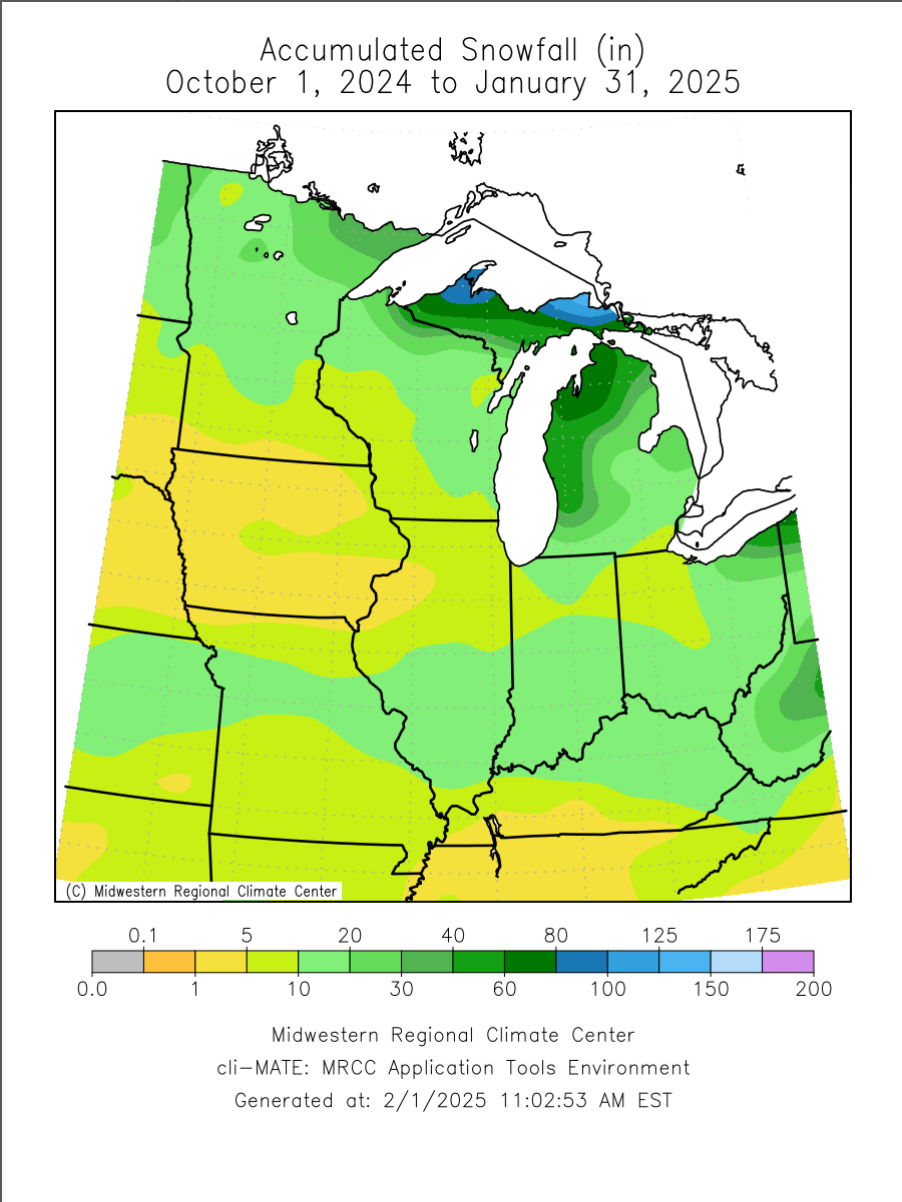 Accumulated Snowfall (in)
October 1, 2024 to January 31, 2025
(C) Midwestern Regional Climate Center
0.1 5 20 40 80 125 175
0.0 1 10 30 60 100 150 200
Midwestern Regional Climate Center
cli-MATE: MRCC Application Tools Environment
Generated at: 2/1/2025 11:02:53 AM EST